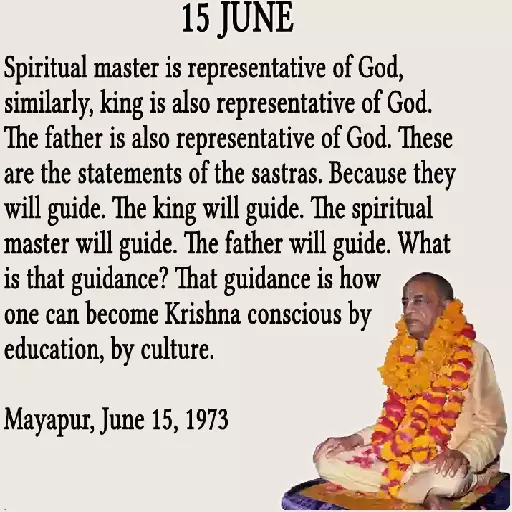 15 JUNE
Spiritual master is representative of God,
similarly, king is also representative of God.
The father is also representative of God. These
are the statements of the sastras. Because they
will guide. The king will guide. The spiritual
master will guide. The father will guide. What
is that guidance? That guidance is how
one can become Krishna conscious by
education, by culture.
Mayapur, June 15, 1973